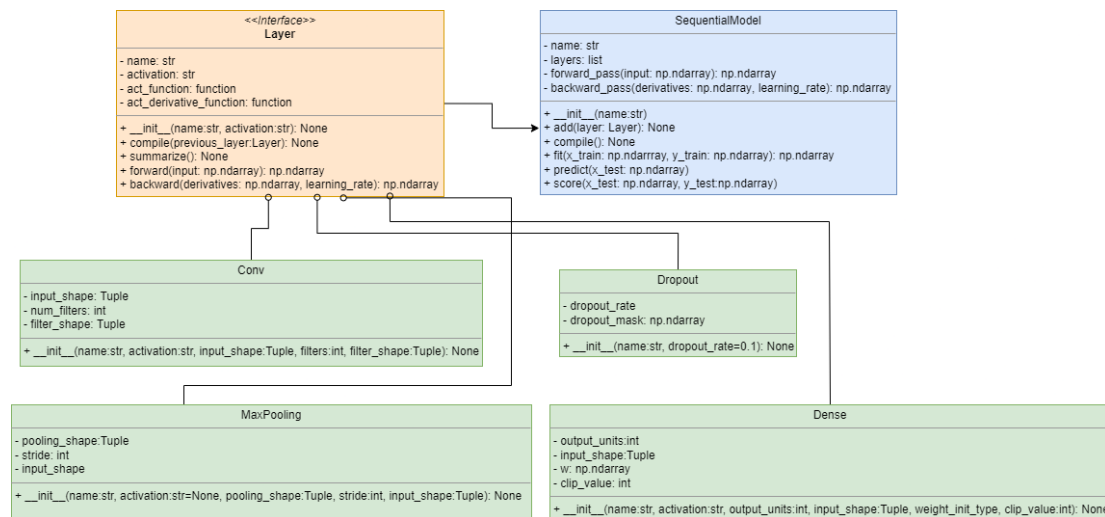 <<interface>>
Layer
- name: str
- activation: str
- act_function: function
- act_derivative_function: function
+ __init__(name:str, activation:str): None
+ compile(previous_layer:Layer): None
+ summarize(): None
+ forward(input: np.ndarray): np.ndarray
+ backward(derivatives: np.ndarray, learning_rate): np.ndarray
SequentialModel
- name: str
- layers: list
- forward_pass(input: np.ndarray): np.ndarray
- backward_pass(derivatives: np.ndarray, learning_rate): np.ndarray
+ __init__(name:str)
+ add(layer: Layer): None
+ compile(): None
+ fit(x_train: np.ndarrray, y_train: np.ndarray): np.ndarray
+ predict(x_test: np.ndarray)
+ score(x_test: np.ndarray, y_test:np.ndarray)
Conv
- input_shape: Tuple
- num_filters: int
- filter_shape: Tuple
+ __init__(name:str, activation:str, input_shape:Tuple, filters:int, filter_shape:Tuple): None
Dropout
- dropout_rate
- dropout_mask: np.ndarray
+ __init__(name:str, dropout_rate=0.1): None
MaxPooling
- pooling_shape:Tuple
- stride: int
- input_shape
+ __init__(name:str, activation:str=None, pooling_shape:Tuple, stride:int, input_shape:Tuple): None
Dense
- output_units:int
- input_shape:Tuple
- w: np.ndarray
- clip_value: int
+ __init__(name:str, activation:str, output_units:int, input_shape:Tuple, weight_init_type, clip_value:int): None